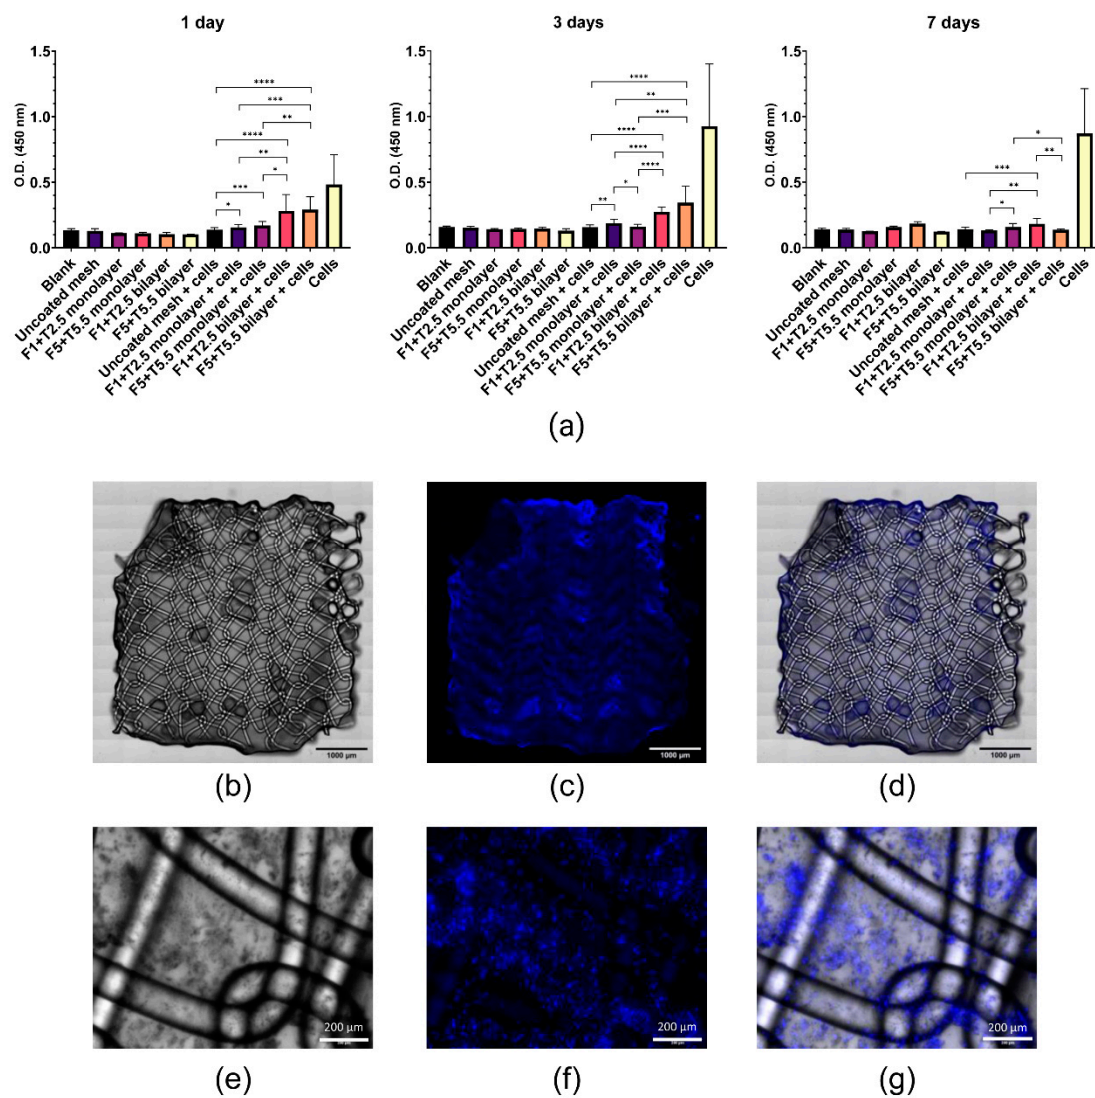 1 day
3 days
7 days
O.D. (450 nm)
1.5
1.0
0.5
0.0
****
***
**
****
**
*
***
*
Blank
Uncoated mesh
F1+T2.5 monolayer
F5+T5.5 monolayer
F1+T2.5 bilayer
F5+T5.5 bilayer
Uncoated mesh + cells
F1+T2.5 monolayer + cells
F5+T5.5 monolayer + cells
F1+T2.5 bilayer + cells
F5+T5.5 bilayer + cells
Cells
O.D. (450 nm)
1.5
1.0
0.5
0.0
****
**
***
****
****
****
*
**
Blank
Uncoated mesh
F1+T2.5 monolayer
F5+T5.5 monolayer
F1+T2.5 bilayer
F5+T5.5 bilayer
Uncoated mesh + cells
F1+T2.5 monolayer + cells
F5+T5.5 monolayer + cells
F1+T2.5 bilayer + cells
F5+T5.5 bilayer + cells
Cells
O.D. (450 nm)
1.5
1.0
0.5
0.0
*
**
***
**
*
Blank
Uncoated mesh
F1+T2.5 monolayer
F5+T5.5 monolayer
F1+T2.5 bilayer
F5+T5.5 bilayer
Uncoated mesh + cells
F1+T2.5 monolayer + cells
F5+T5.5 monolayer + cells
F1+T2.5 bilayer + cells
F5+T5.5 bilayer + cells
Cells
(a)
1000 µm
1000 µm
1000 µm
(b)
(c)
(d)
200 µm
200 µm
200 µm
(e)
(f)
(g)